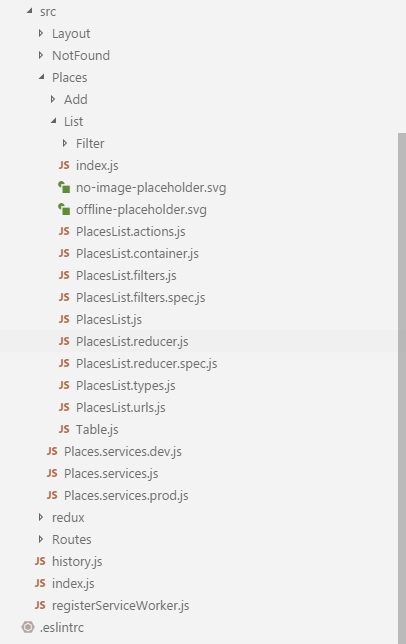 src
Layout
NotFound
Places
Add
List
Filter
JS index.js
no-image-placeholder.svg
offline-placeholder.svg
JS PlacesList.actions.js
JS PlacesList.container.js
JS PlacesList.filters.js
JS PlacesList.filters.spec.js
JS PlacesList.js
JS PlacesList.reducer.js
JS PlacesList.reducer.spec.js
JS PlacesList.types.js
JS PlacesList.urls.js
JS Table.js
JS Places.services.dev.js
JS Places.services.js
JS Places.services.prod.js
redux
Routes
JS history.js
JS index.js
JS registerServiceWorker.js
.eslintrc